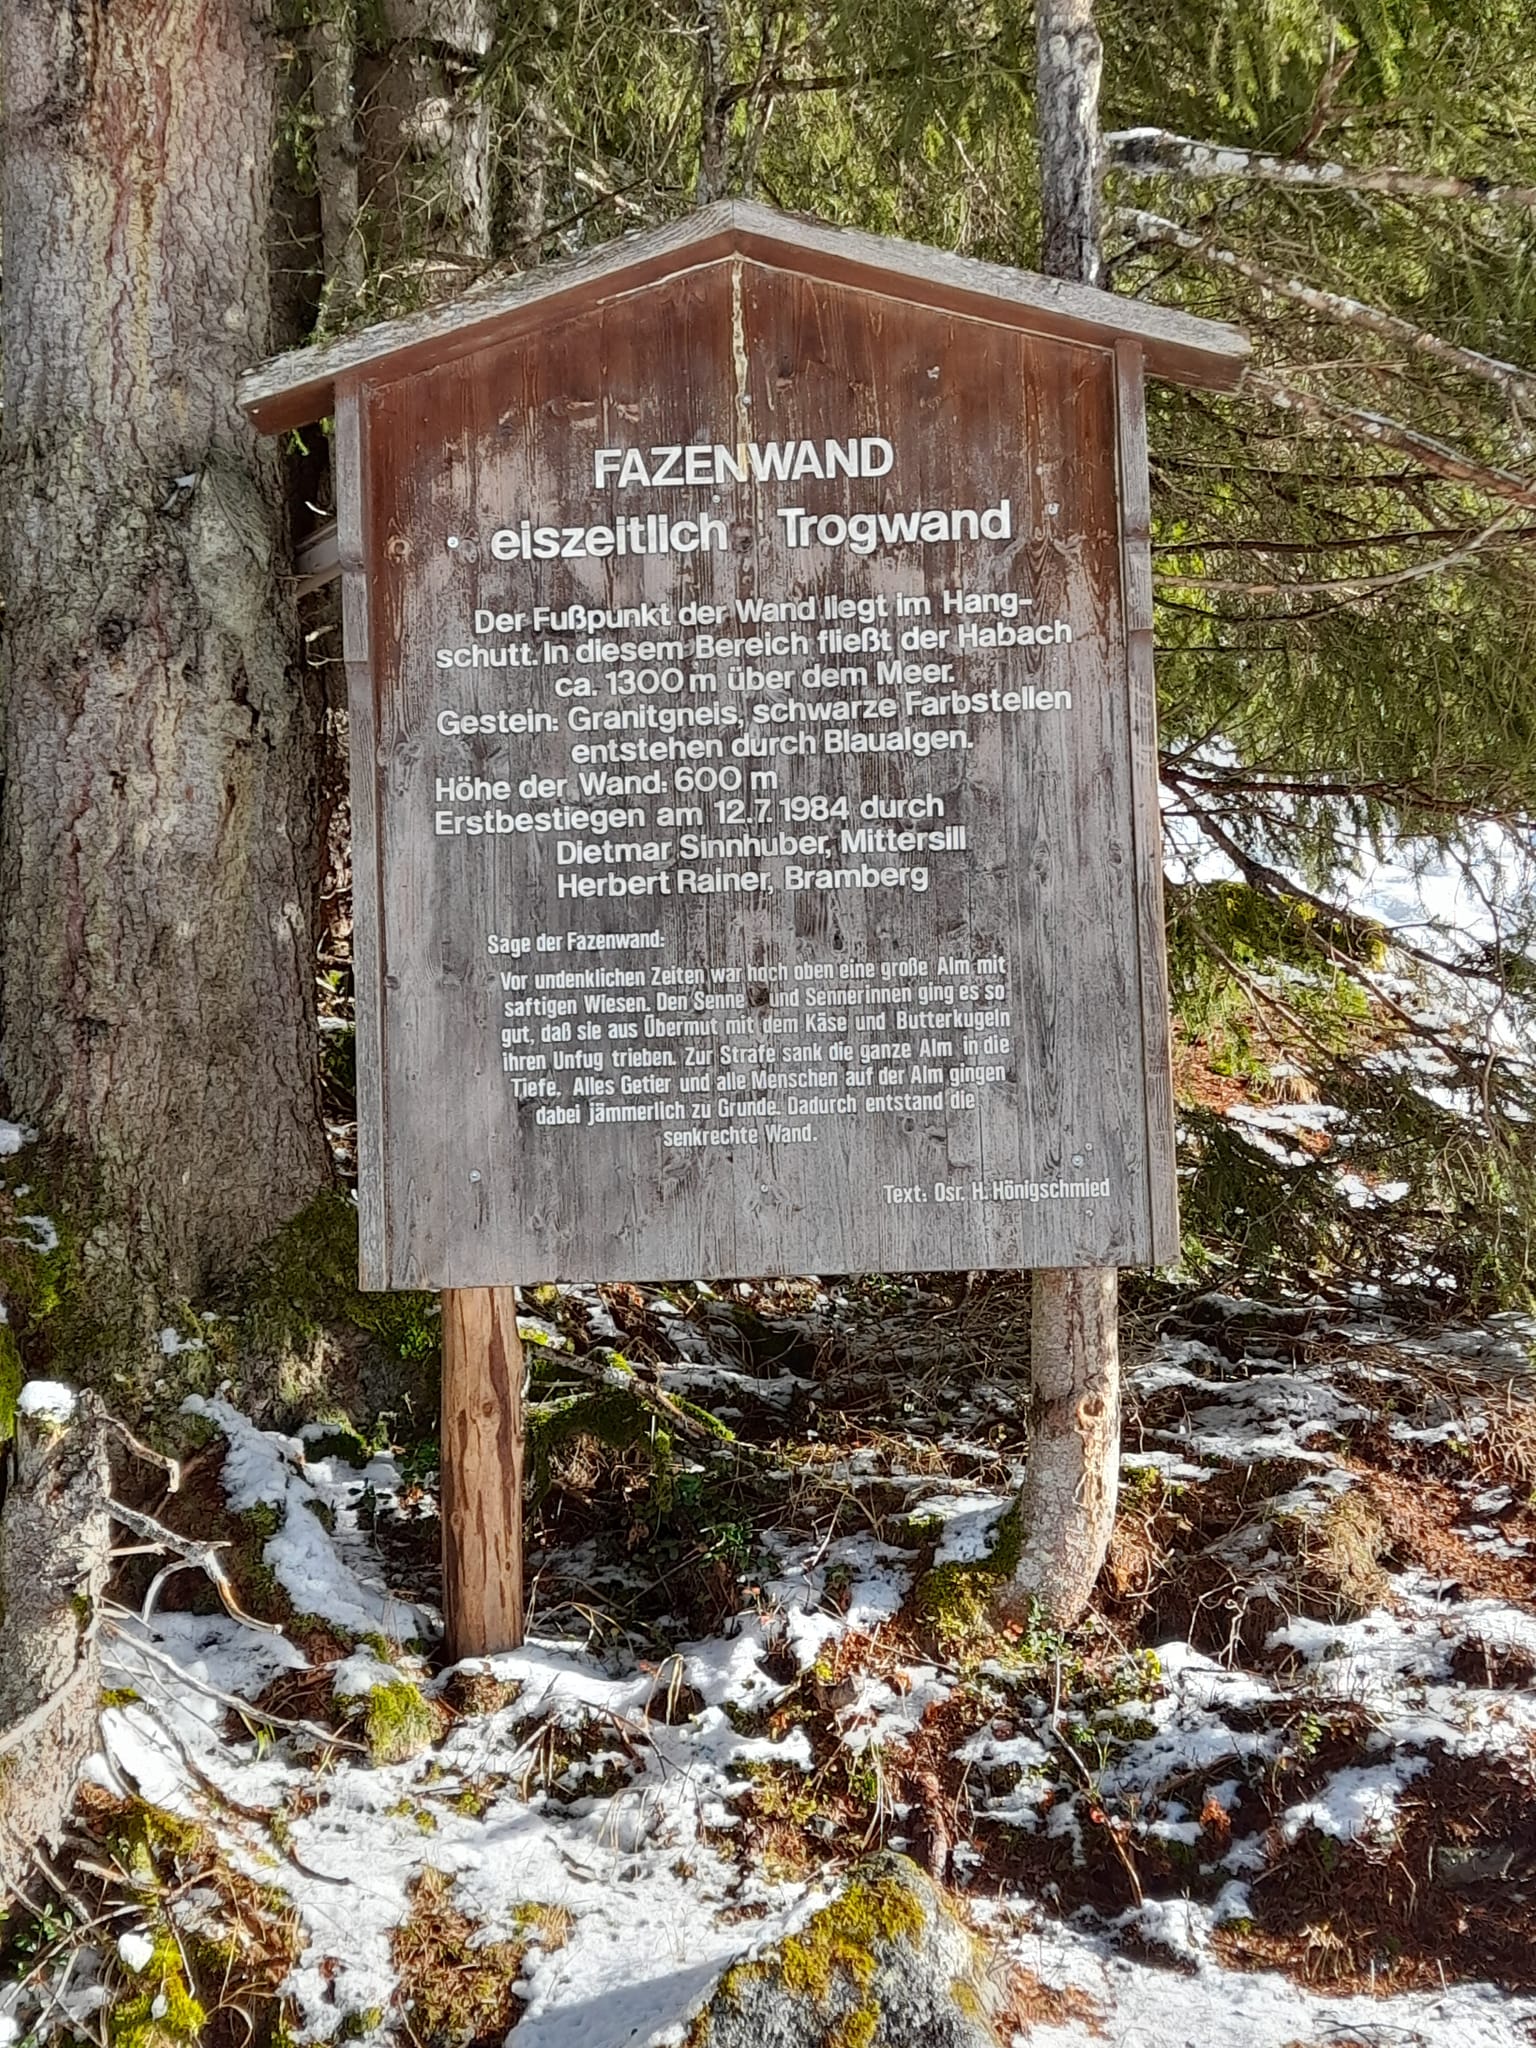 FAZENWAND
eiszeitlich Trogwand
Der Fußpunkt der Wand liegt im Hang-
schutt. In diesem Bereich fließt der Habach
ca. 1300 m über dem Meer.
Gestein: Granitgneis, schwarze Farbstellen
entstehen durch Blaualgen.
Höhe der Wand: 600 m
Erstbestiegen am 12.7. 1984 durch
Dietmar Sinnhuber, Mittersill
Herbert Rainer, Bramberg
Sage der Fazenwand:
Vor undenklichen Zeiten war hoch oben eine große Alm mit
saftigen Wiesen. Den Senne und Sennerinnen ging es so
gut, daß sie aus Übermut mit dem Käse und Butterkugeln
ihren Unfug trieben. Zur Strafe sank die ganze Alm in die
Tiefe. Alles Getier und alle Menschen auf der Alm gingen
dabei jämmerlich zu Grunde. Dadurch entstand die
senkrechte Wand.
Text: Osr. H. Hönigschmied